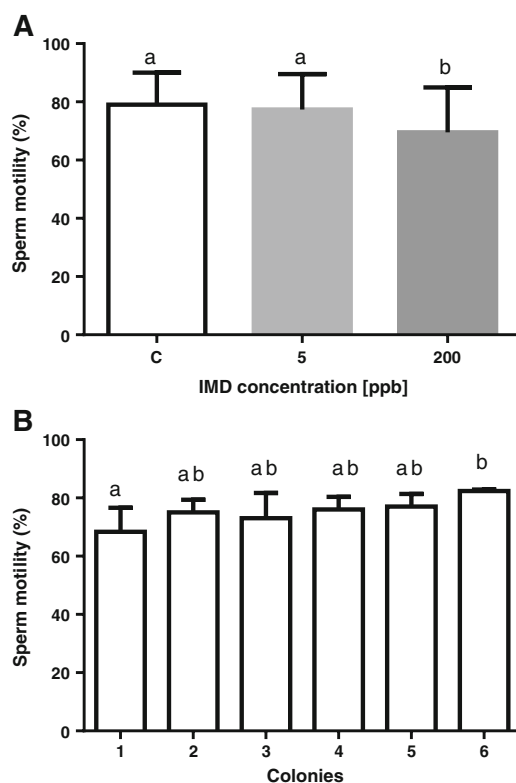 A
100
80
60
40
20
0
Sperm motility (%)
a
a
b
C
5
200
IMD concentration [ppb]
B
100
80
60
40
20
0
Sperm motility (%)
a
ab
ab
ab
ab
b
1
2
3
4
5
6
Colonies